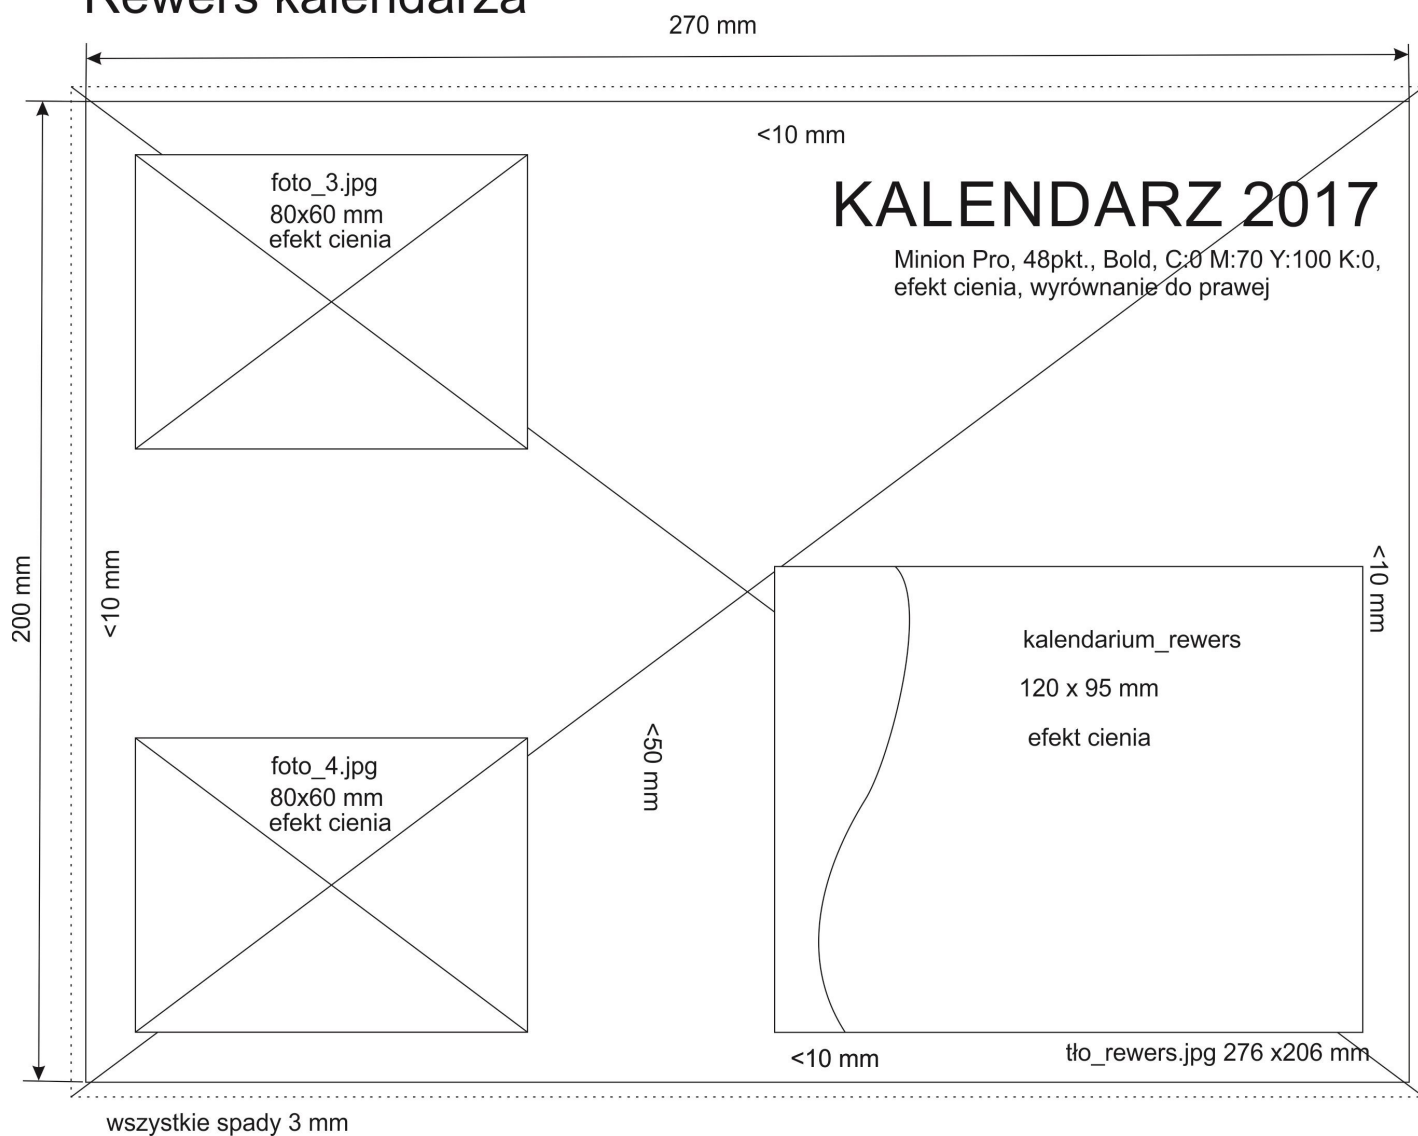 Rewers kalendarza
270 mm
<10 mm
foto_3.jpg
80x60 mm
efekt cienia
KALENDARZ 2017
Minion Pro, 48pkt., Bold, C:0 M:70 Y:100 K:0,
efekt cienia, wyrównanie do prawej
200 mm
<10 mm
<10 mm
kalendarium_rewers
120 x 95 mm
efekt cienia
<50 mm
foto_4.jpg
80x60 mm
efekt cienia
<10 mm
tło_rewers.jpg 276 x206 mm
wszystkie spady 3 mm